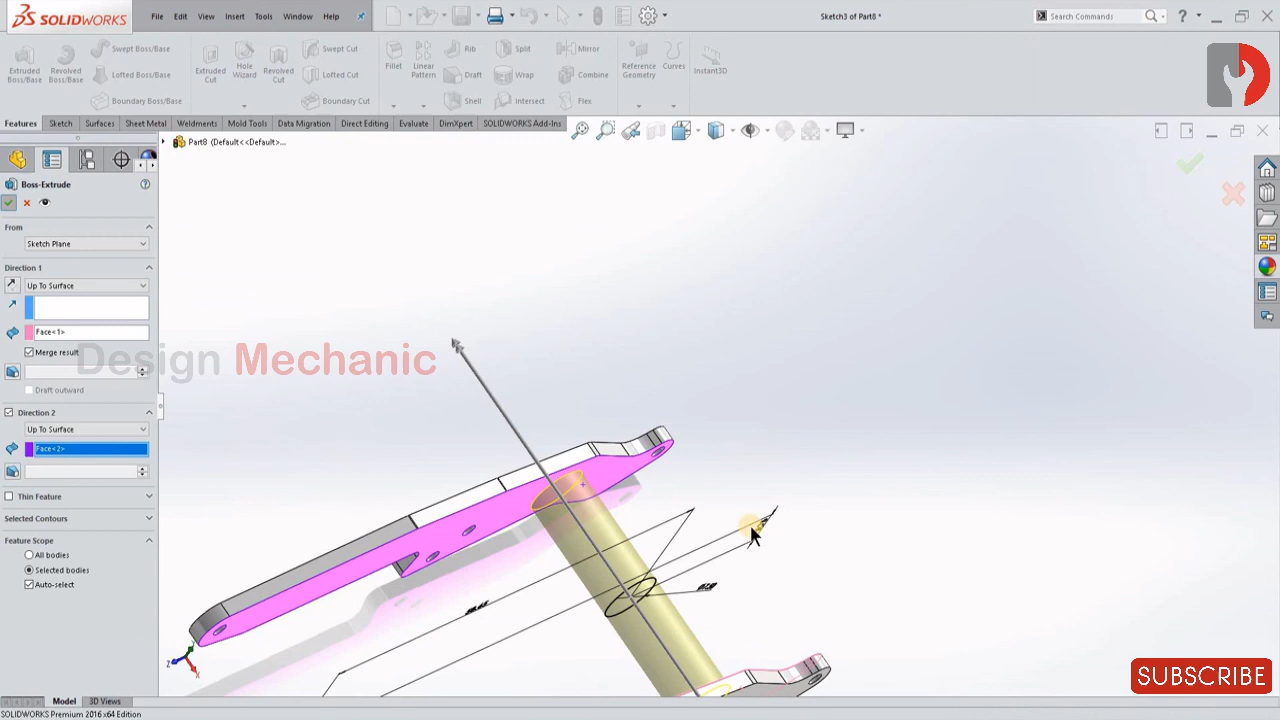 SOLIDWORKS
File Edit View Insert Tools Window Help
Sketch3 of Part8 *
Search Commands
Extruded Boss/Base
Revolved Boss/Base
Swept Boss/Base
Lofted Boss/Base
Boundary Boss/Base
Extruded Cut
Hole Wizard
Revolved Cut
Swept Cut
Lofted Cut
Boundary Cut
Fillet
Linear Pattern
Rib
Draft
Shell
Split
Wrap
Intersect
Mirror
Combine
Flex
Reference Geometry
Curves
Instant3D
Features Sketch Surfaces Sheet Metal Weldments Mold Tools Data Migration Direct Editing Evaluate DimXpert SOLIDWORKS Add-Ins
Part8 (Default<<Default>...
Boss-Extrude
From
Sketch Plane
Direction 1
Up To Surface
Face<1>
Merge result
Draft outward
Direction 2
Up To Surface
Face<2>
Thin Feature
Selected Contours
Feature Scope
All bodies
Selected bodies
Auto-select
Design Mechanic
Z
X
SUBSCRIBE
Model 3D Views
SOLIDWORKS Premium 2016 x64 Edition